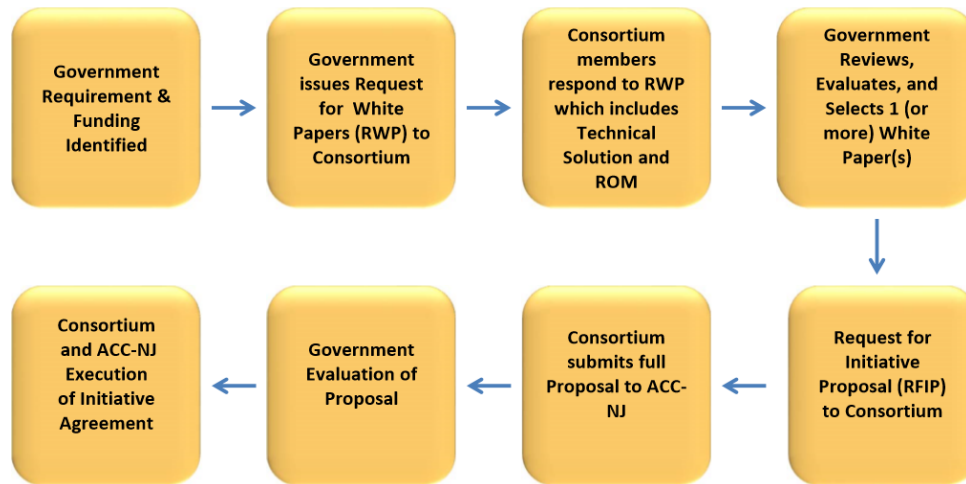 Government
Requirement &
Funding
Identified
Government
issues Request
for White
Papers (RWP) to
Consortium
Consortium
members
respond to RWP
which includes
Technical
Solution and
ROM
Government
Reviews,
Evaluates, and
Selects 1 (or
more) White
Paper(s)
Request for
Initiative
Proposal (RFIP)
to Consortium
Consortium
submits full
Proposal to ACC-
NJ
Government
Evaluation of
Proposal
Consortium
and ACC-NJ
Execution
of Initiative
Agreement